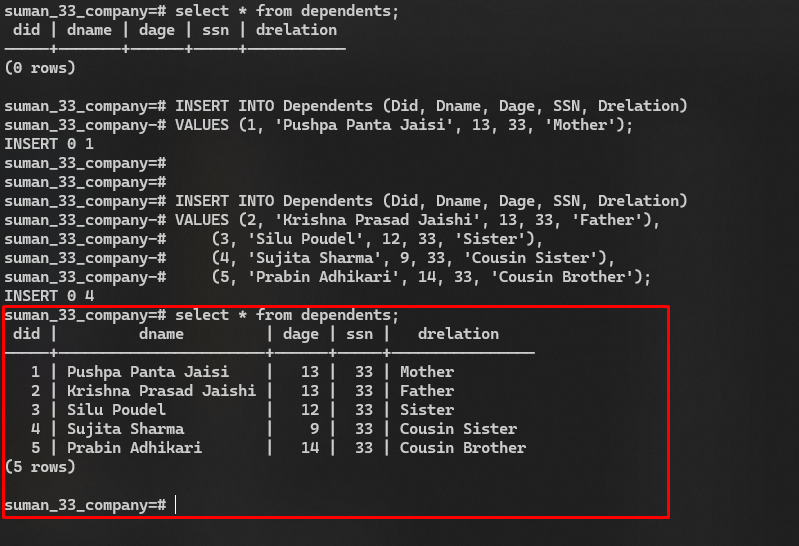 suman_33_company=# select * from dependents;
 did | dname | dage | ssn | drelation
-----+-------+------+-----+-----------
(0 rows)

suman_33_company=# INSERT INTO Dependents (Did, Dname, Dage, SSN, Drelation)
suman_33_company-# VALUES (1, 'Pushpa Panta Jaisi', 13, 33, 'Mother');
INSERT 0 1
suman_33_company=#
suman_33_company=#
suman_33_company=# INSERT INTO Dependents (Did, Dname, Dage, SSN, Drelation)
suman_33_company-# VALUES (2, 'Krishna Prasad Jaishi', 13, 33, 'Father'),
suman_33_company-#     (3, 'Silu Poudel', 12, 33, 'Sister'),
suman_33_company-#     (4, 'Sujita Sharma', 9, 33, 'Cousin Sister'),
suman_33_company-#     (5, 'Prabin Adhikari', 14, 33, 'Cousin Brother');
INSERT 0 4
suman_33_company=# select * from dependents;
 did |         dname         | dage | ssn |   drelation
-----+-----------------------+------+-----+----------------
   1 | Pushpa Panta Jaisi    |   13 |  33 | Mother
   2 | Krishna Prasad Jaishi |   13 |  33 | Father
   3 | Silu Poudel           |   12 |  33 | Sister
   4 | Sujita Sharma         |    9 |  33 | Cousin Sister
   5 | Prabin Adhikari       |   14 |  33 | Cousin Brother
(5 rows)

suman_33_company=#